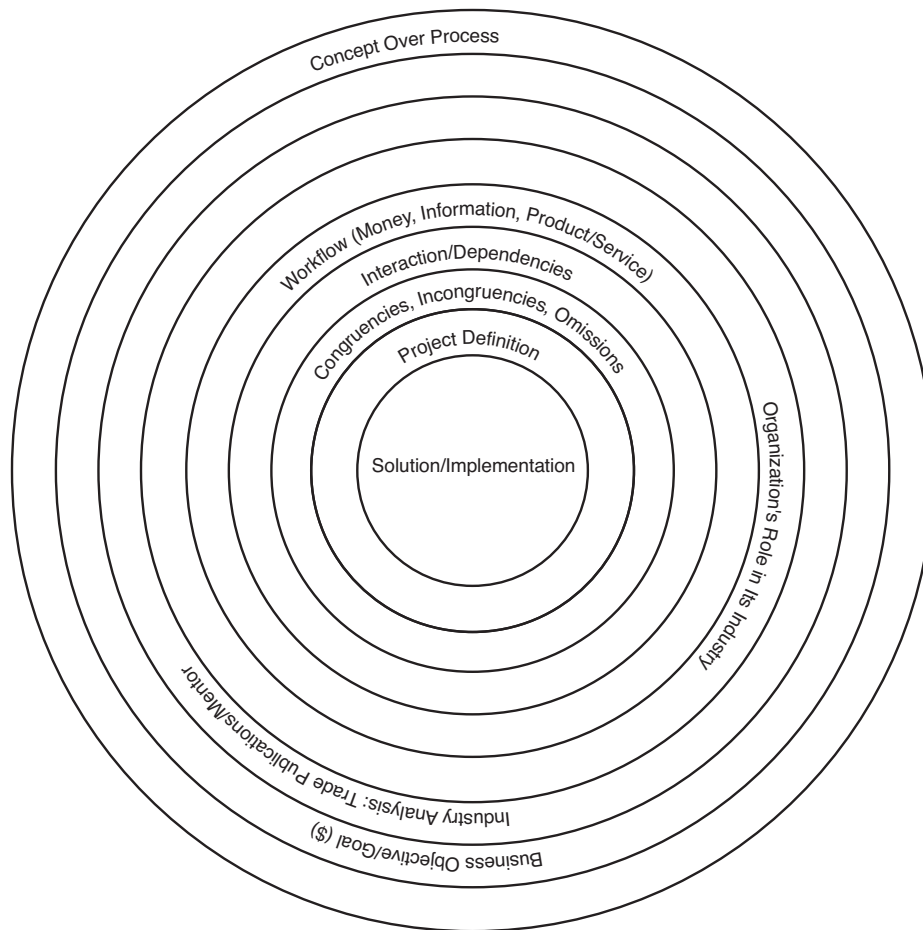 Concept Over Process
Workflow (Money, Information, Product/Service)
Interaction/Dependencies
Congruencies, Incongruencies, Omissions
Project Definition
Solution/Implementation
Organization's Role in Its Industry
Industry Analysis: Trade Publications/Mentor
Business Objective/Goal ($)